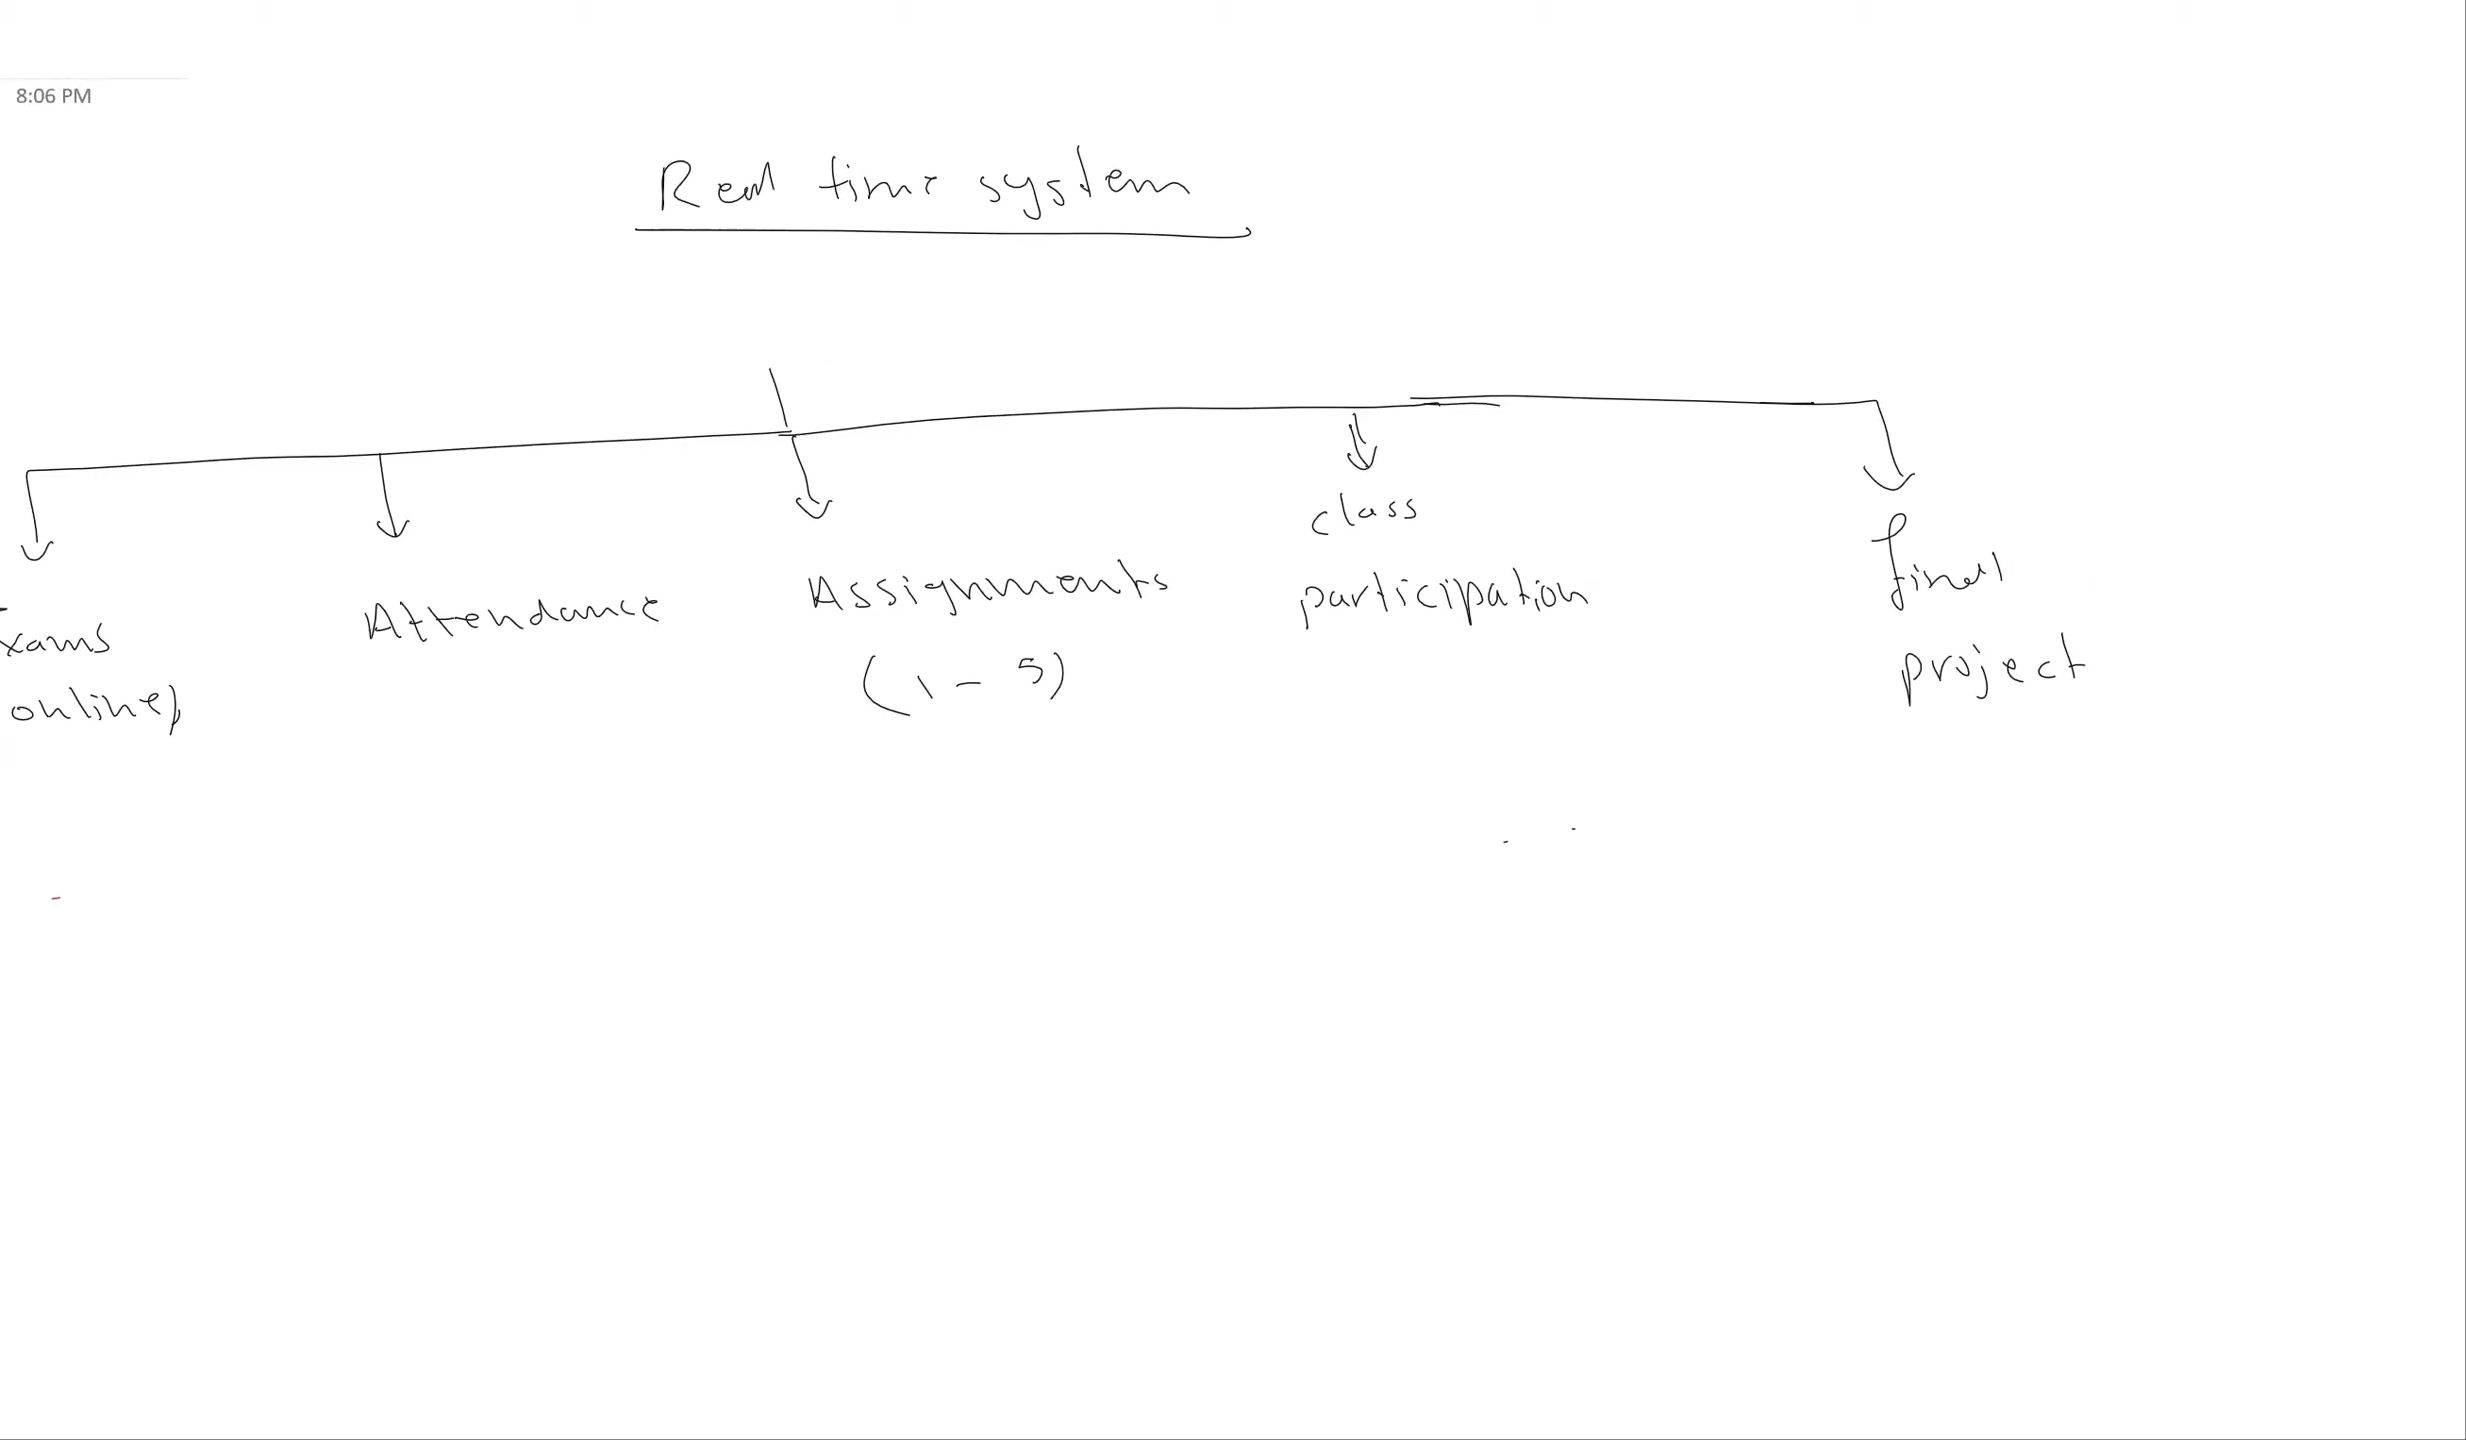 8:06 PM
Real time system
xams
online)
Attendance
Assignments
(1 - 5)
class
participation
final
project